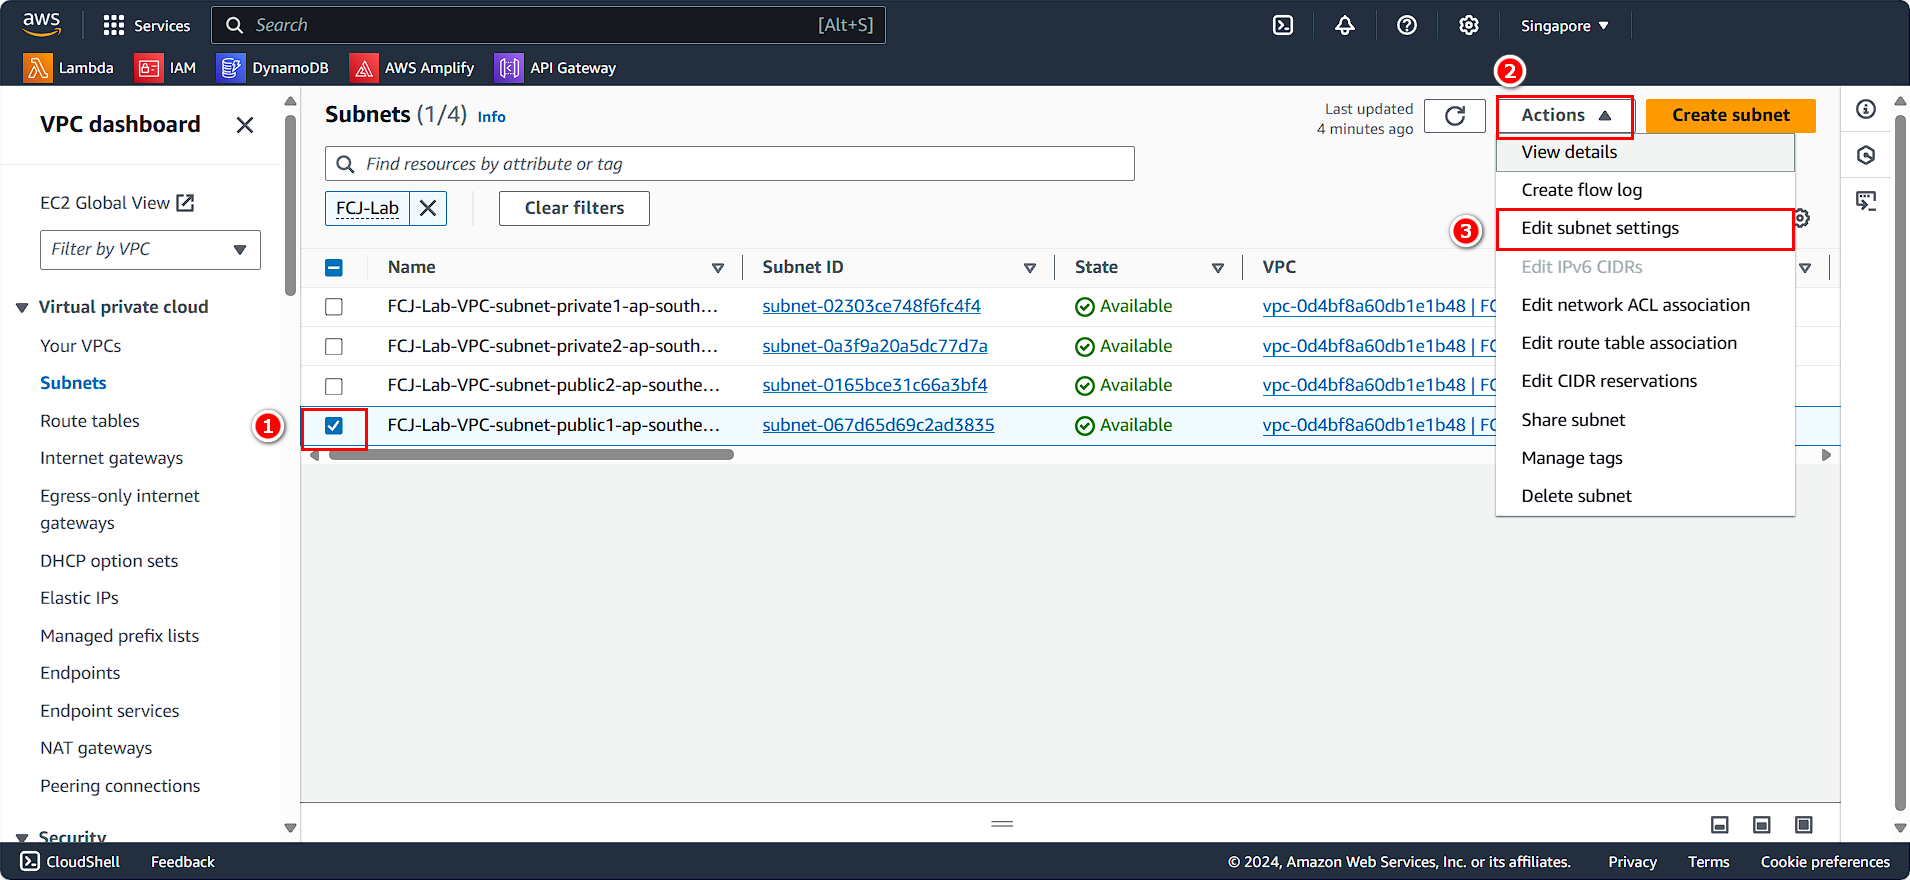 aws
Services
Search
[Alt+S]
Singapore
Lambda
IAM
DynamoDB
AWS Amplify
API Gateway
VPC dashboard
EC2 Global View
Filter by VPC
Virtual private cloud
Your VPCs
Subnets
Route tables
Internet gateways
Egress-only internet
gateways
DHCP option sets
Elastic IPs
Managed prefix lists
Endpoints
Endpoint services
NAT gateways
Peering connections
Security
Subnets (1/4) Info
Last updated
4 minutes ago
2
Actions
Create subnet
Find resources by attribute or tag
FCJ-Lab
Clear filters
View details
Create flow log
3
Edit subnet settings
Edit IPv6 CIDRs
Edit network ACL association
Edit route table association
Edit CIDR reservations
Share subnet
Manage tags
Delete subnet
Name Subnet ID State VPC
FCJ-Lab-VPC-subnet-private1-ap-south... subnet-02303ce748f6fc4f4 Available vpc-0d4bf8a60db1e1b48 | FC
FCJ-Lab-VPC-subnet-private2-ap-south... subnet-0a3f9a20a5dc77d7a Available vpc-0d4bf8a60db1e1b48 | FC
FCJ-Lab-VPC-subnet-public2-ap-southe... subnet-0165bce31c66a3bf4 Available vpc-0d4bf8a60db1e1b48 | FC
1
FCJ-Lab-VPC-subnet-public1-ap-southe... subnet-067d65d69c2ad3835 Available vpc-0d4bf8a60db1e1b48 | FC
CloudShell
Feedback
© 2024, Amazon Web Services, Inc. or its affiliates.
Privacy
Terms
Cookie preferences